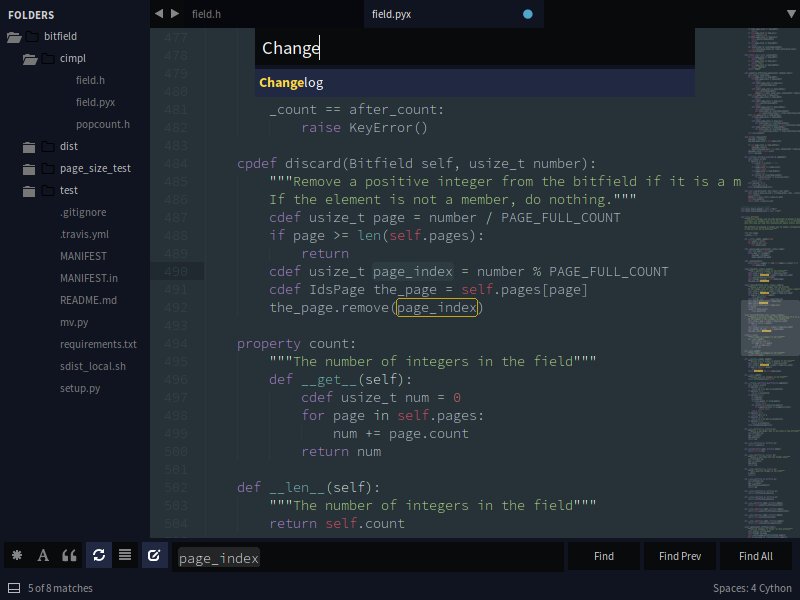 FOLDERS
bitfield
cimpl
field.h
field.pyx
popcount.h
dist
page_size_test
test
.gitignore
.travis.yml
MANIFEST
MANIFEST.in
README.md
mv.py
requirements.txt
sdist_local.sh
setup.py
field.h
field.pyx
Change
Changelog
477
478
479
480
481 _count == after_count:
482 raise KeyError()
483
484 cpdef discard(Bitfield self, usize_t number):
485 """Remove a positive integer from the bitfield if it is a m
486 If the element is not a member, do nothing."""
487 cdef usize_t page = number / PAGE_FULL_COUNT
488 if page >= len(self.pages):
489 return
490 cdef usize_t page_index = number % PAGE_FULL_COUNT
491 cdef IdsPage the_page = self.pages[page]
492 the_page.remove(page_index)
493
494 property count:
495 """The number of integers in the field"""
496 def __get__(self):
497 cdef usize_t num = 0
498 for page in self.pages:
499 num += page.count
500 return num
501
502 def __len__(self):
503 """The number of integers in the field"""
504 return self.count
page_index
Find
Find Prev
Find All
5 of 8 matches
Spaces: 4 Cython